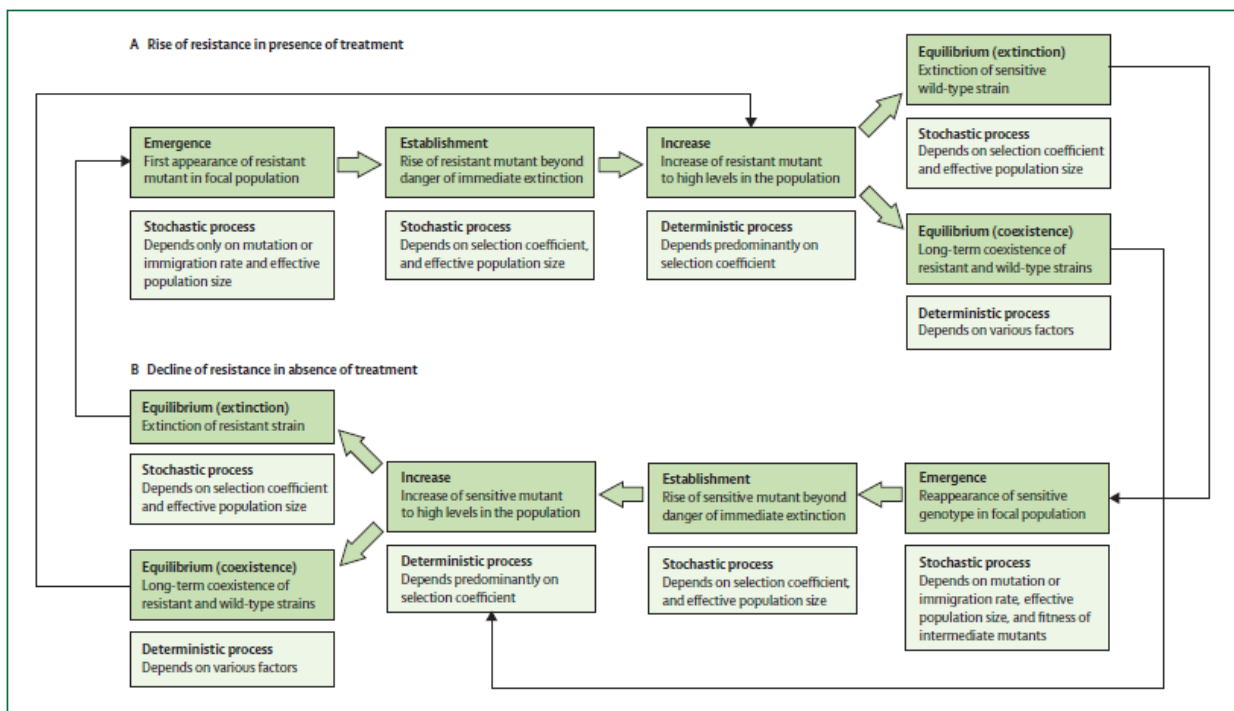 A Rise of resistance in presence of treatment
Equilibrium (extinction)
Extinction of sensitive
wild-type strain
Stochastic process
Depends on selection coefficient
and effective population size
Emergence
First appearance of resistant
mutant in focal population
Stochastic process
Depends only on mutation or
immigration rate and effective
population size
Establishment
Rise of resistant mutant beyond
danger of immediate extinction
Stochastic process
Depends on selection coefficient,
and effective population size
Increase
Increase of resistant mutant
to high levels in the population
Deterministic process
Depends predominantly on
selection coefficient
Equilibrium (coexistence)
Long-term coexistence of
resistant and wild-type strains
Deterministic process
Depends on various factors
B Decline of resistance in absence of treatment
Equilibrium (extinction)
Extinction of resistant strain
Stochastic process
Depends on selection coefficient
and effective population size
Equilibrium (coexistence)
Long-term coexistence of
resistant and wild-type strains
Deterministic process
Depends on various factors
Increase
Increase of sensitive mutant
to high levels in the population
Deterministic process
Depends predominantly on
selection coefficient
Establishment
Rise of sensitive mutant beyond
danger of immediate extinction
Stochastic process
Depends on selection coefficient,
and effective population size
Emergence
Reappearance of sensitive
genotype in focal population
Stochastic process
Depends on mutation or
immigration rate, effective
population size, and fitness of
intermediate mutants